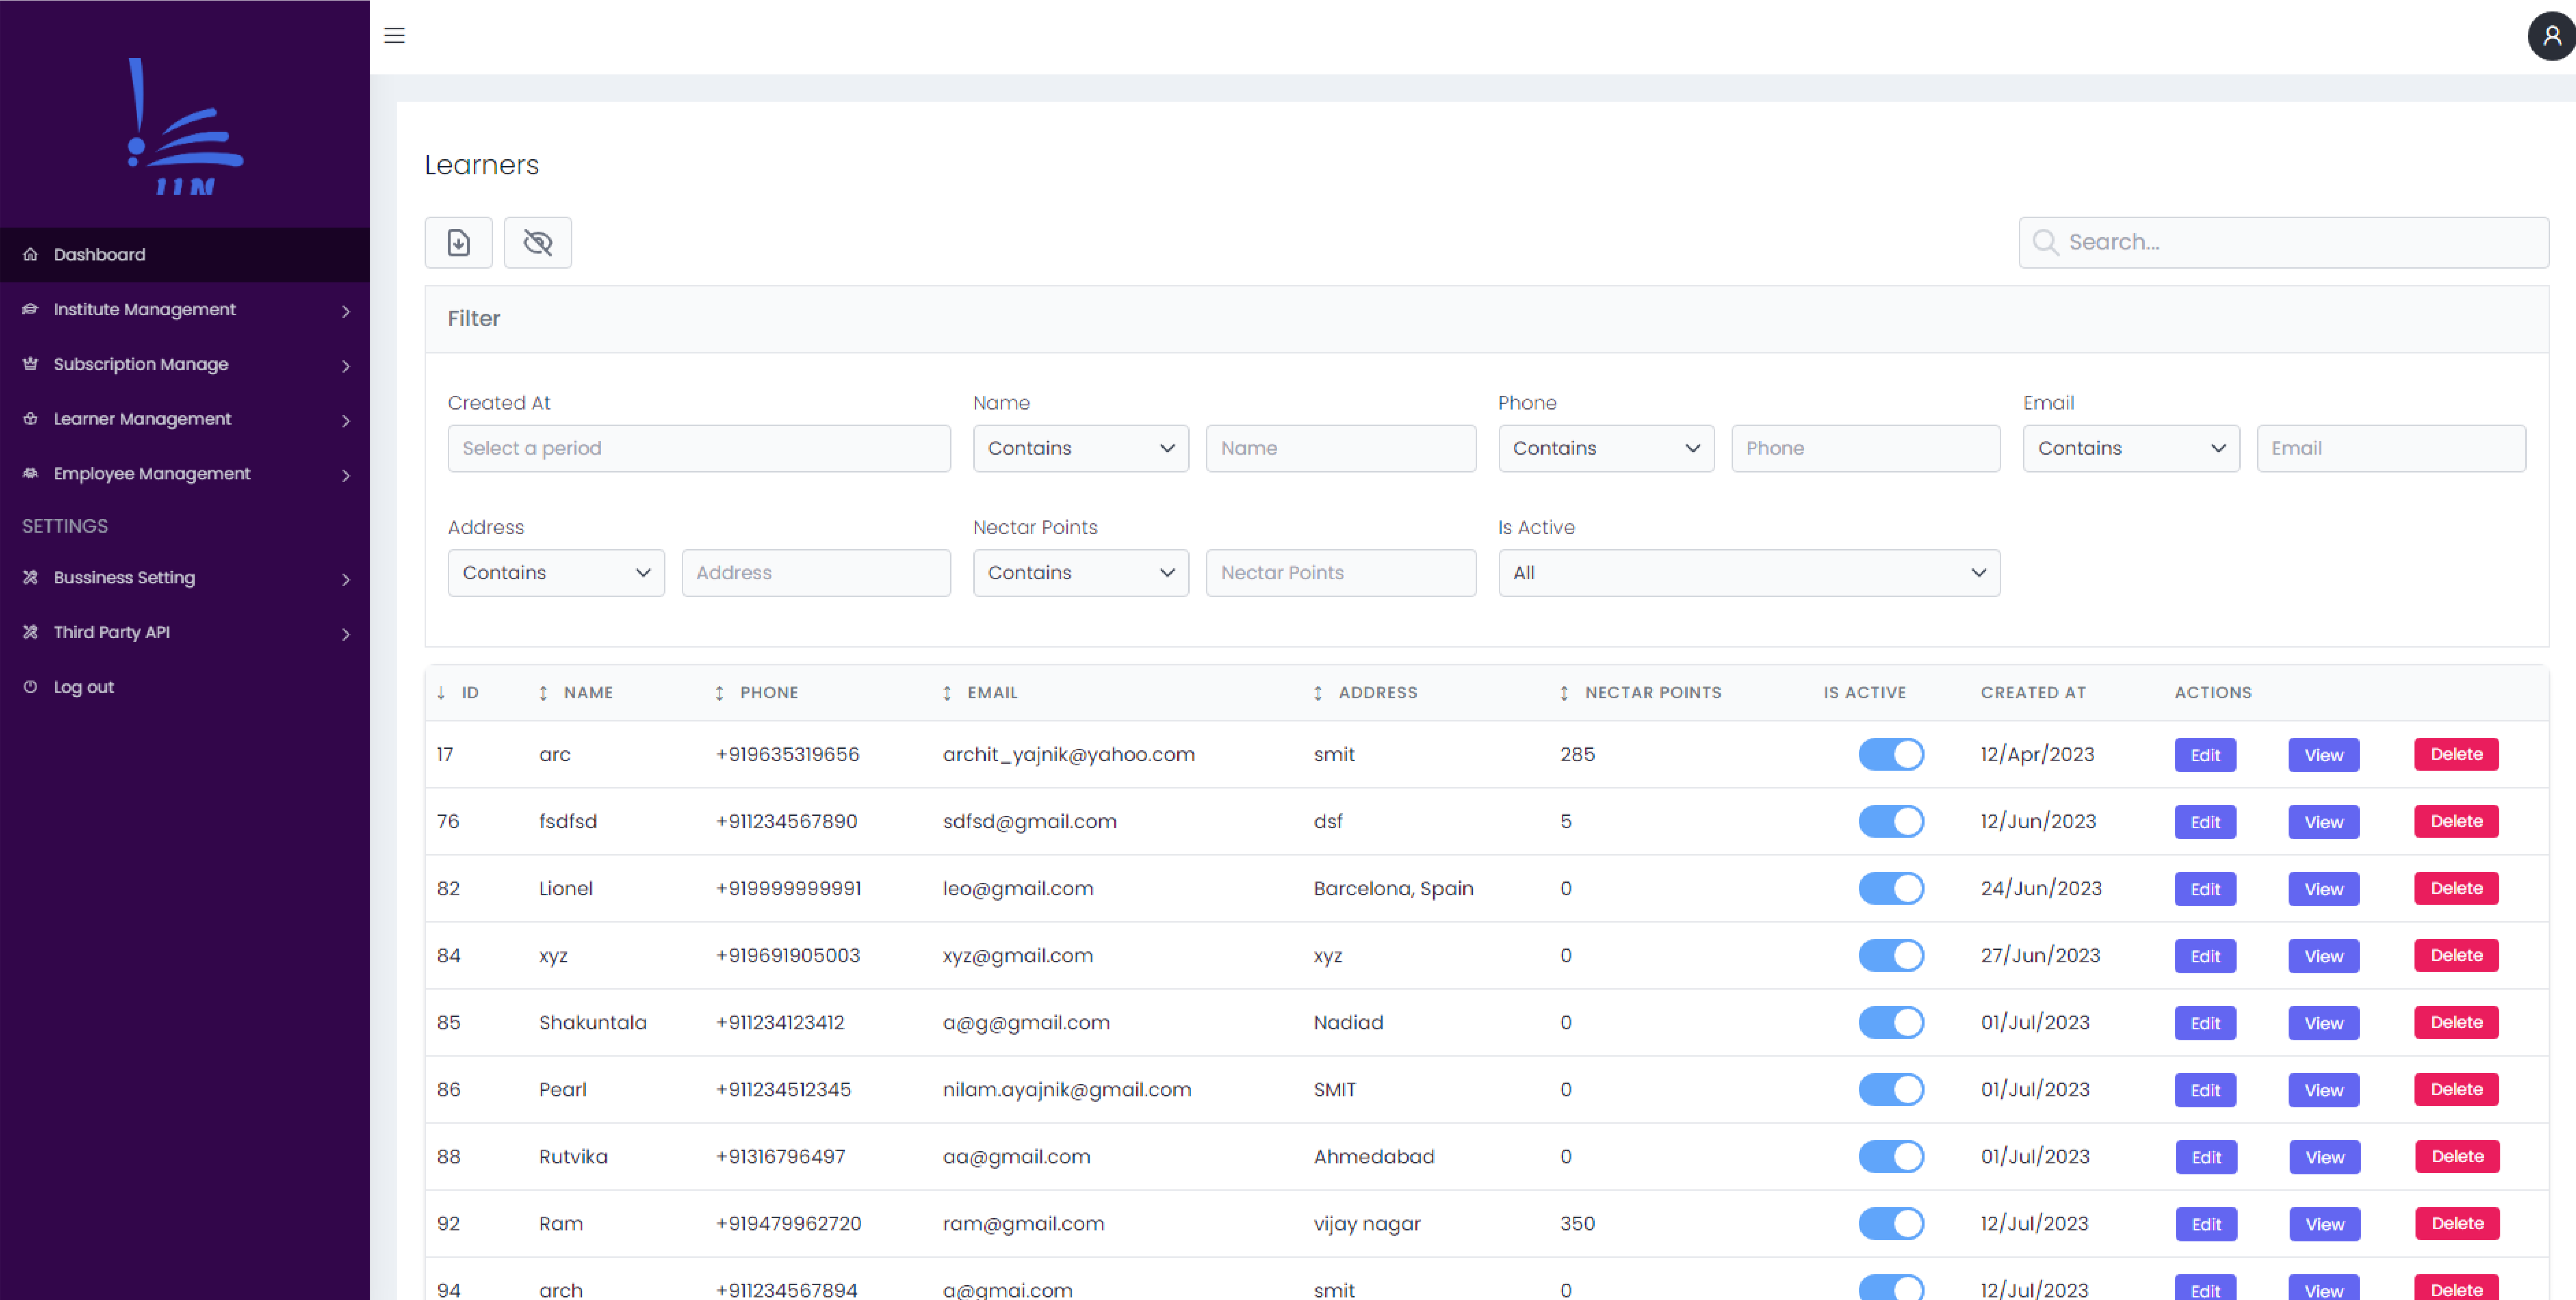 11M
Dashboard
Institute Management
Subscription Manage
Learner Management
Employee Management
SETTINGS
Bussiness Setting
Third Party API
Log out
Learners
Search...
Filter
Created At Name Phone Email
Select a period Contains Name Contains Phone Contains Email
Address Nectar Points Is Active
Contains Address Contains Nectar Points All
ID NAME PHONE EMAIL ADDRESS NECTAR POINTS IS ACTIVE CREATED AT ACTIONS
17 arc +919635319656 archit_yajnik@yahoo.com smit 285 12/Apr/2023 Edit View Delete
76 fsdfsd +911234567890 sdfsd@gmail.com dsf 5 12/Jun/2023 Edit View Delete
82 Lionel +919999999991 leo@gmail.com Barcelona, Spain 0 24/Jun/2023 Edit View Delete
84 xyz +919691905003 xyz@gmail.com xyz 0 27/Jun/2023 Edit View Delete
85 Shakuntala +911234123412 a@g@gmail.com Nadiad 0 01/Jul/2023 Edit View Delete
86 Pearl +911234512345 nilam.ayajnik@gmail.com SMIT 0 01/Jul/2023 Edit View Delete
88 Rutvika +91316796497 aa@gmail.com Ahmedabad 0 01/Jul/2023 Edit View Delete
92 Ram +919479962720 ram@gmail.com vijay nagar 350 12/Jul/2023 Edit View Delete
94 arch +911234567894 a@gmai.com smit 0 12/Jul/2023 Edit View Delete